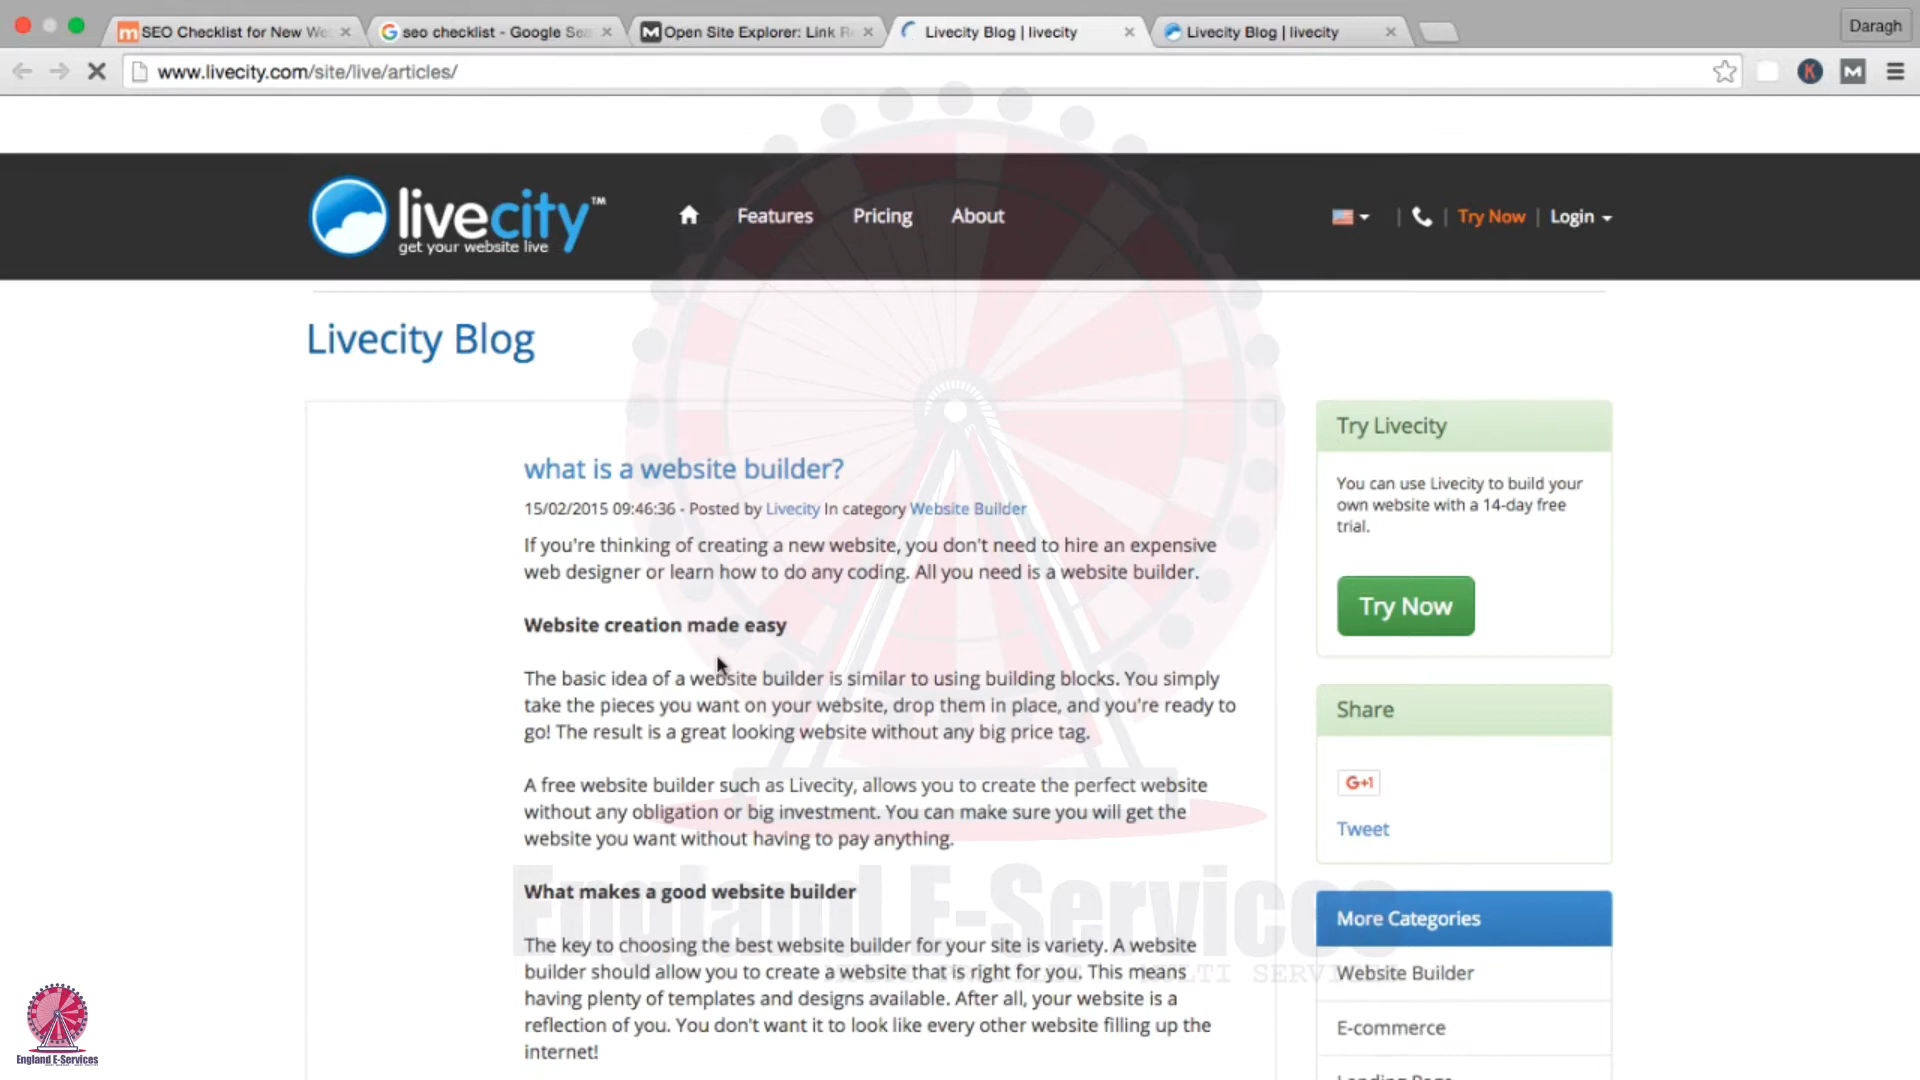 SEO Checklist for New We
seo checklist - Google Sea
Open Site Explorer: Link R
Livecity Blog | livecity
Livecity Blog | livecity
Daragh
www.livecity.com/site/live/articles/
livecity™
get your website live
Features
Pricing
About
Try Now
Login
Livecity Blog
what is a website builder?
15/02/2015 09:46:36 - Posted by Livecity In category Website Builder
If you're thinking of creating a new website, you don't need to hire an expensive
web designer or learn how to do any coding. All you need is a website builder.
Website creation made easy
The basic idea of a website builder is similar to using building blocks. You simply
take the pieces you want on your website, drop them in place, and you're ready to
go! The result is a great looking website without any big price tag.
A free website builder such as Livecity, allows you to create the perfect website
without any obligation or big investment. You can make sure you will get the
website you want without having to pay anything.
What makes a good website builder
The key to choosing the best website builder for your site is variety. A website
builder should allow you to create a website that is right for you. This means
having plenty of templates and designs available. After all, your website is a
reflection of you. You don't want it to look like every other website filling up the
internet!
Try Livecity
You can use Livecity to build your
own website with a 14-day free
trial.
Try Now
Share
G+1
Tweet
More Categories
Website Builder
E-commerce
Landing Page
England E-Services
MULTI SERVICES
England E-Services